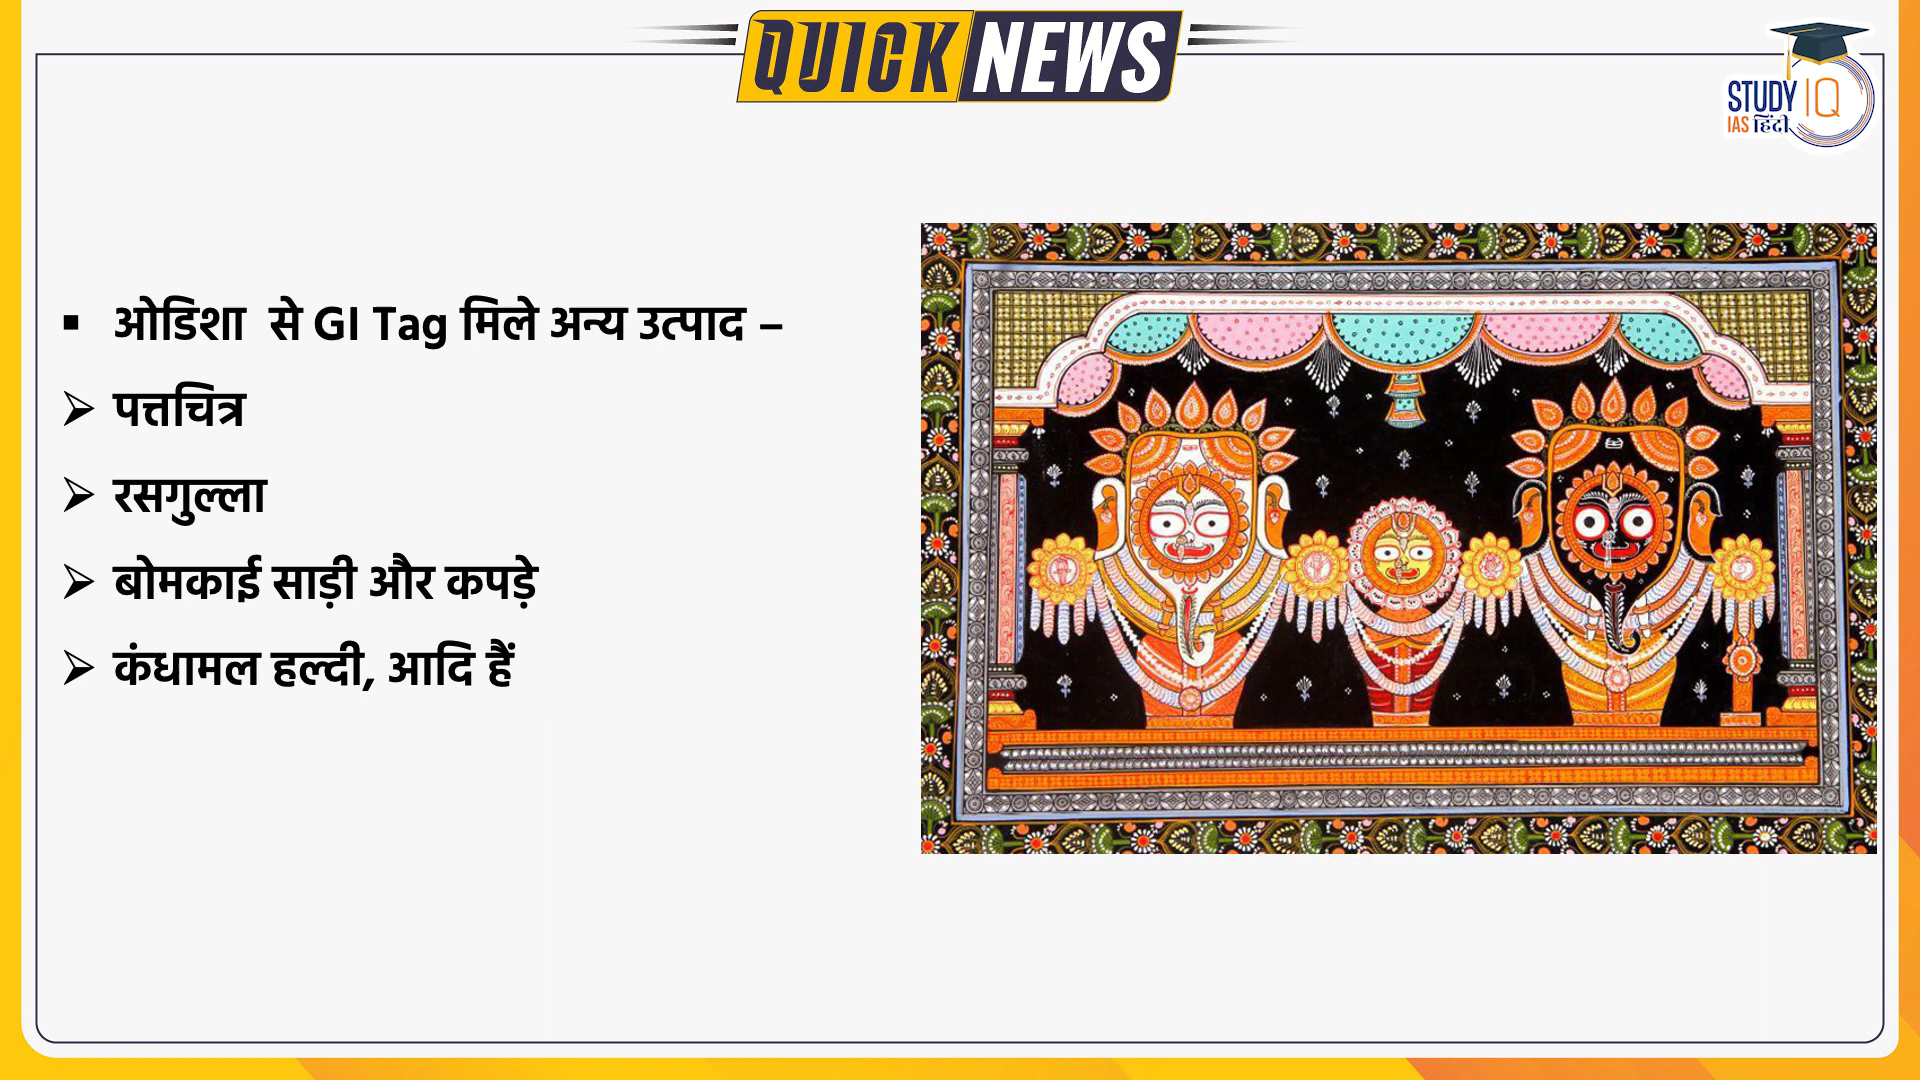 QUICK NEWS
STUDY IQ
IAS हिंदी
▪ ओडिशा से GI Tag मिले अन्य उत्पाद –
➢ पत्तचित्र
➢ रसगुल्ला
➢ बोमकाई साड़ी और कपड़े
➢ कंधामल हल्दी, आदि हैं